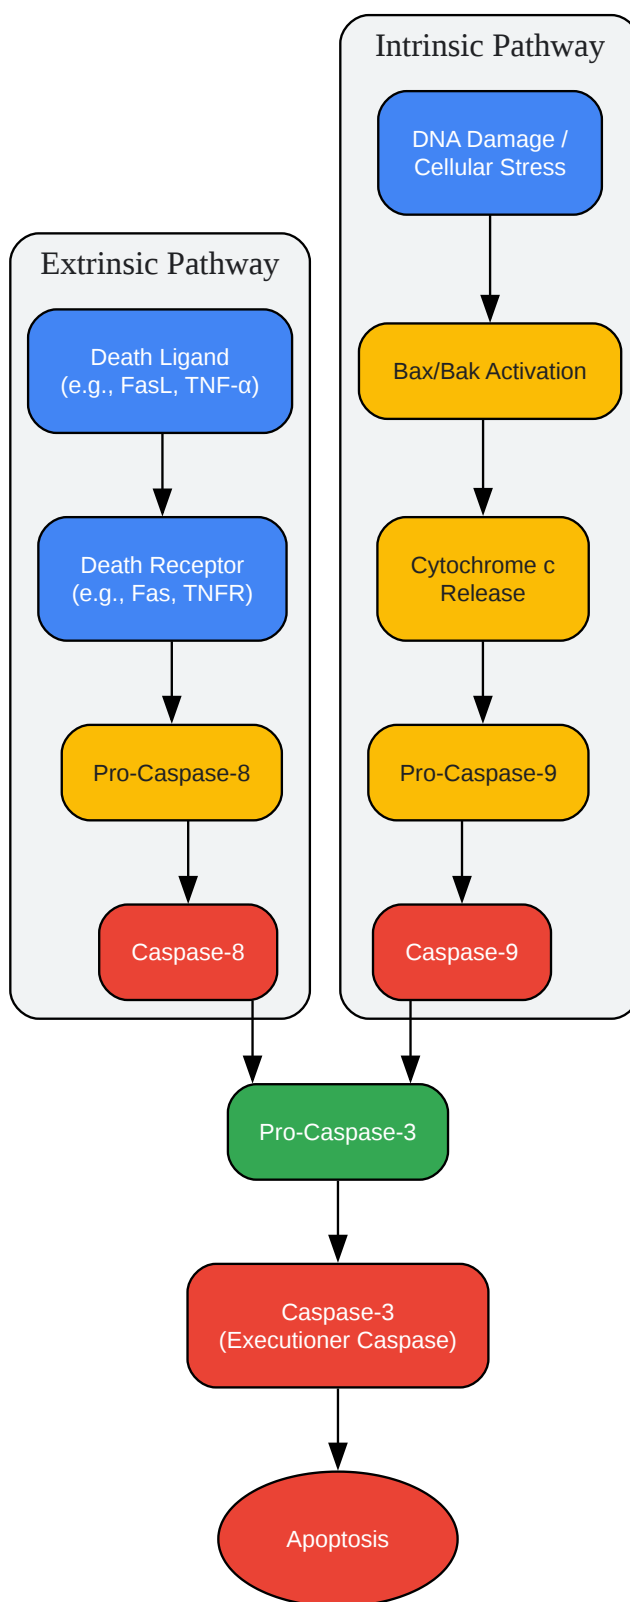 Extrinsic Pathway
Death Ligand
(e.g., FasL, TNF-α)
Death Receptor
(e.g., Fas, TNFR)
Pro-Caspase-8
Caspase-8
Intrinsic Pathway
DNA Damage /
Cellular Stress
Bax/Bak Activation
Cytochrome c
Release
Pro-Caspase-9
Caspase-9
Pro-Caspase-3
Caspase-3
(Executioner Caspase)
Apoptosis